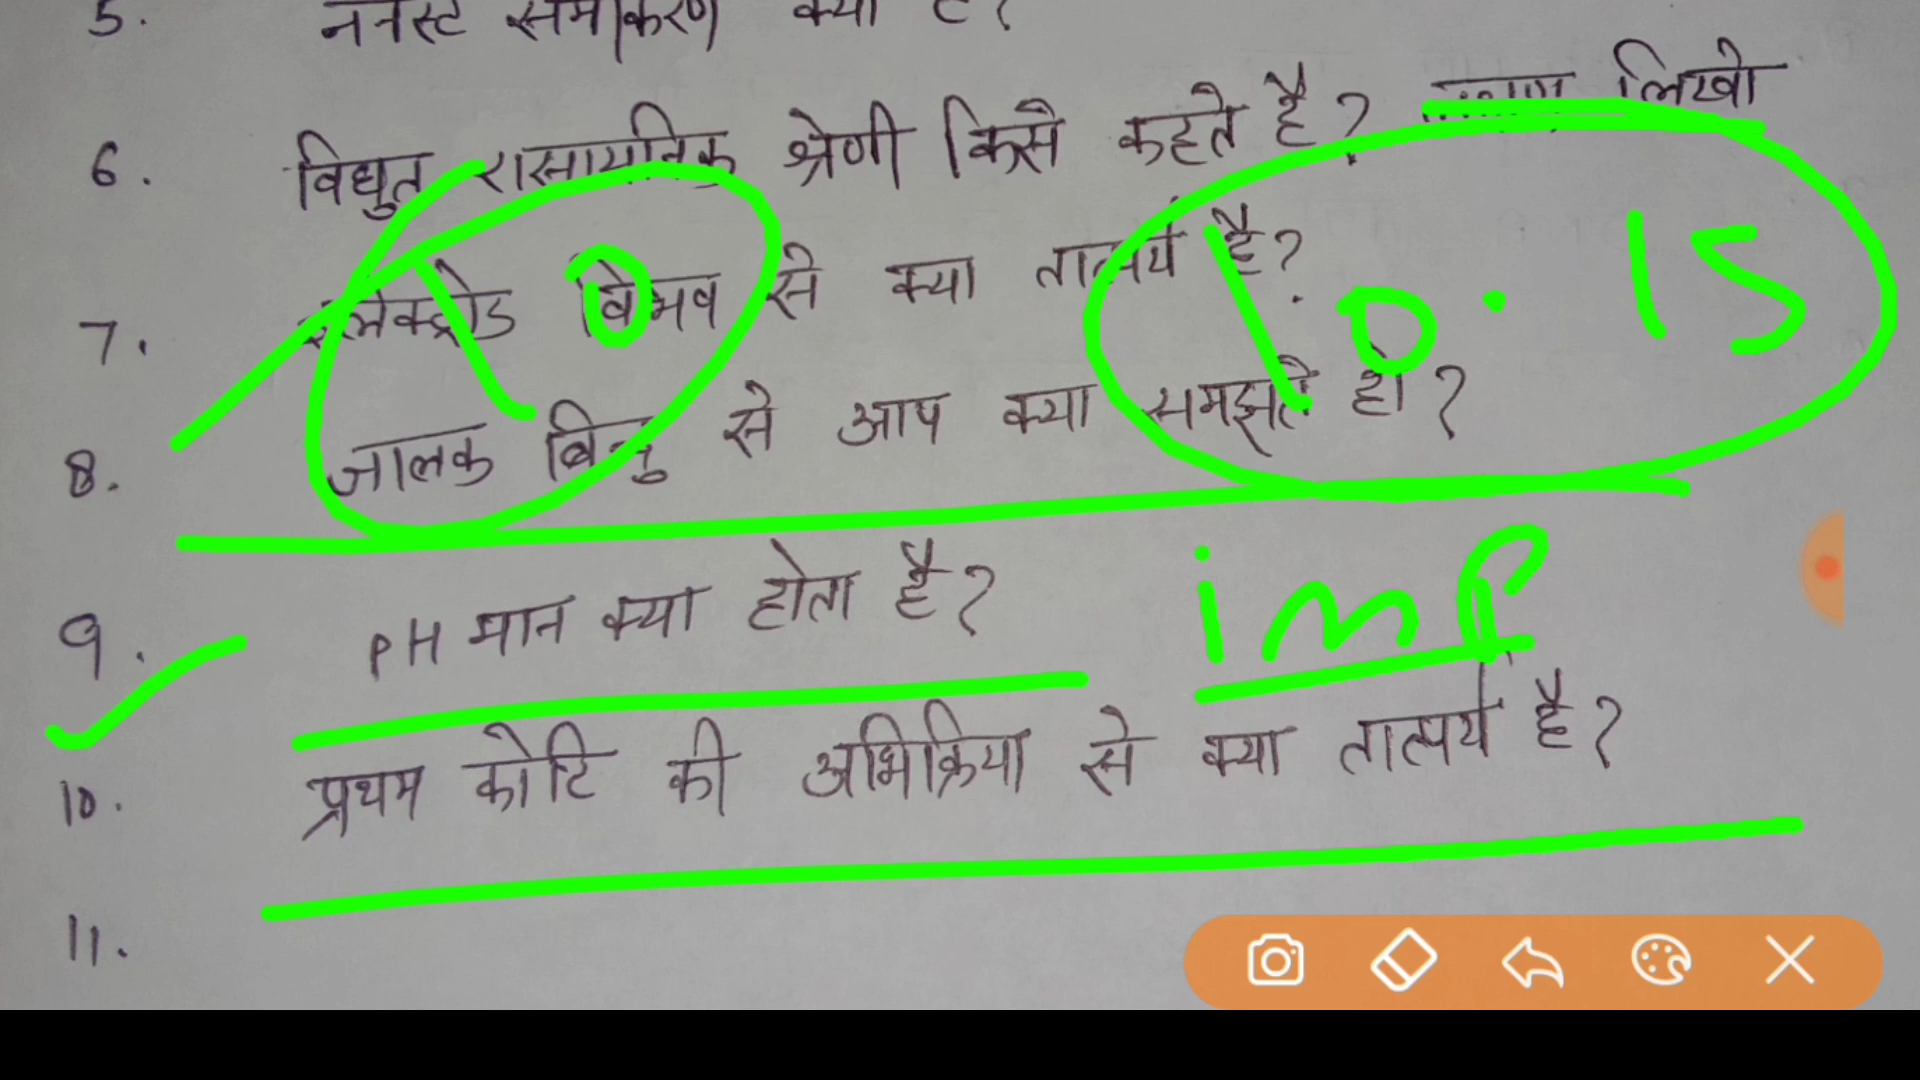 5. नर्नस्ट समीकरण क्या है?
6. विद्युत रासायनिक श्रेणी किसे कहते है? लिखो
7. इलेक्ट्रोड विभव से क्या तात्पर्य है?
8. जालक बिन्दु से आप क्या समझते हो?
10
10.15
9. PH मान क्या होता है?
imp
10. प्रथम कोटि की अभिक्रिया से क्या तात्पर्य है?
11.